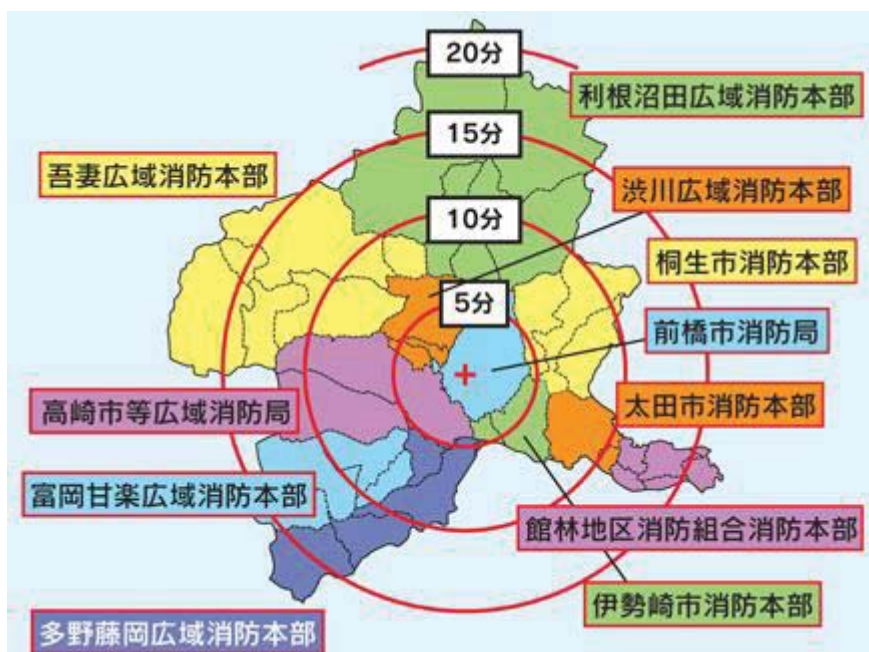 20分
利根沼田広域消防本部
15分
吾妻広域消防本部
渋川広域消防本部
10分
桐生市消防本部
5分
前橋市消防局
高崎市等広域消防局
太田市消防本部
富岡甘楽広域消防本部
館林地区消防組合消防本部
伊勢崎市消防本部
多野藤岡広域消防本部